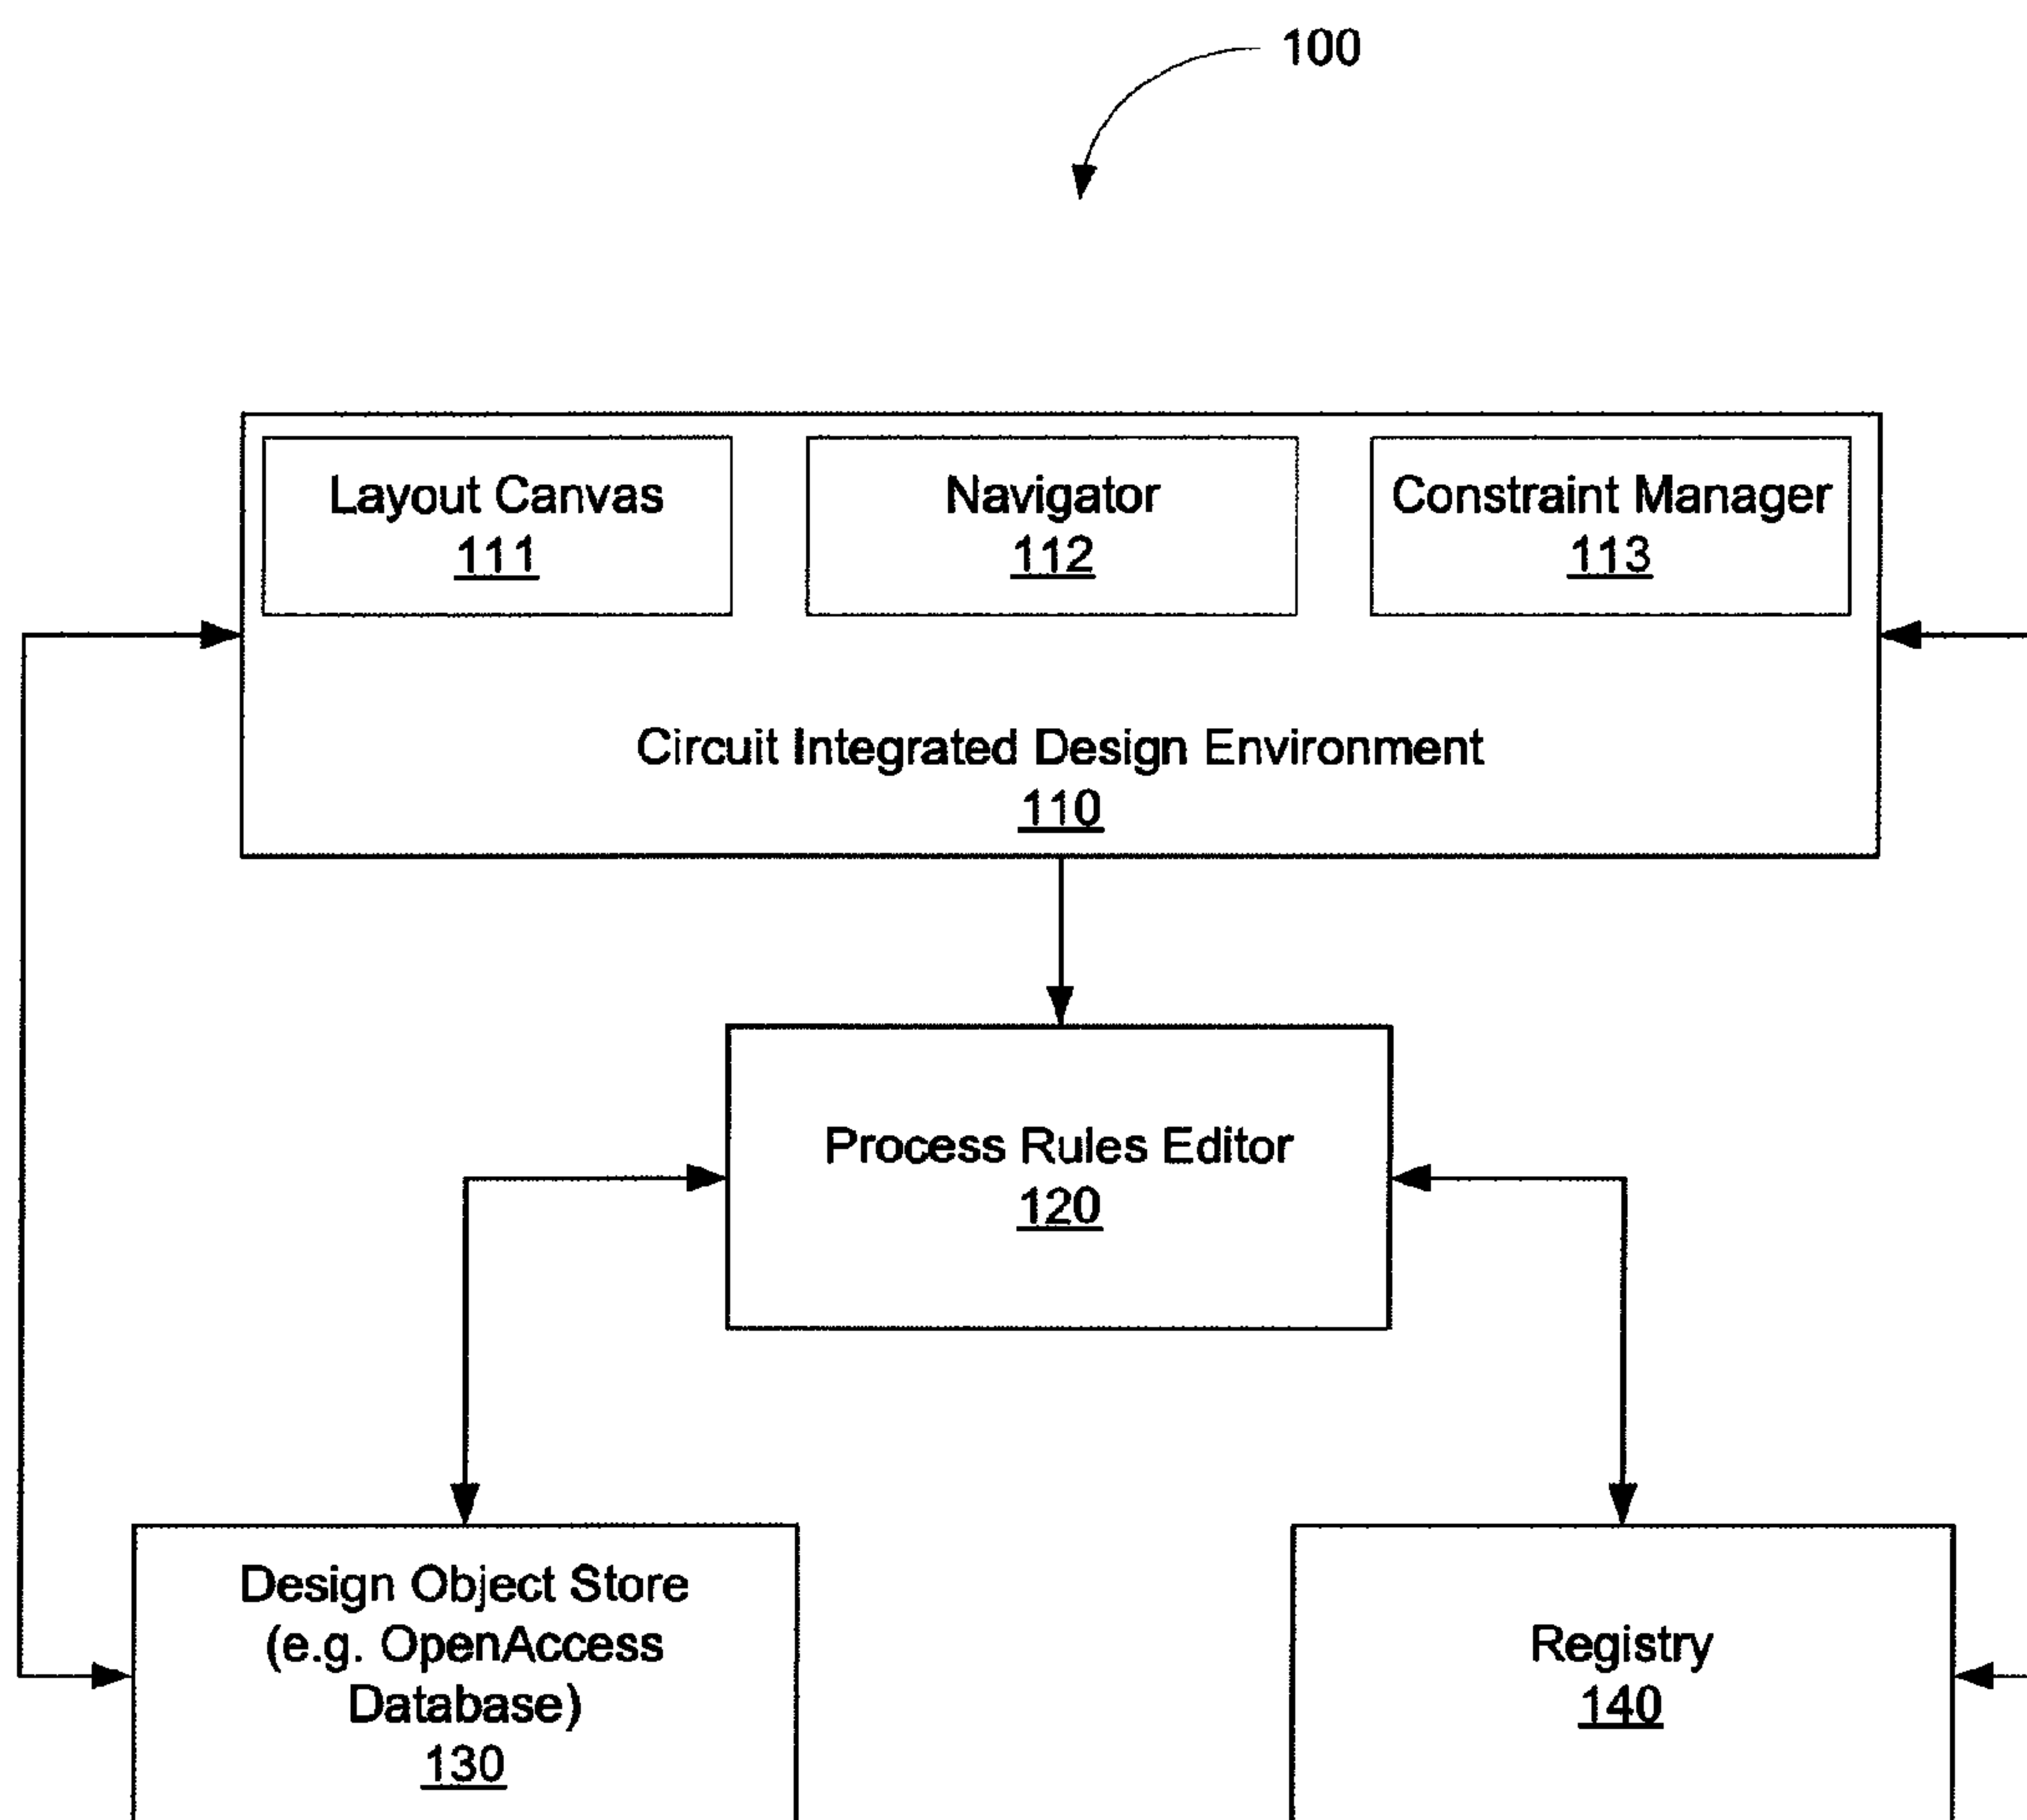 100
Layout Canvas
111
Navigator
112
Constraint Manager
113
Circuit Integrated Design Environment
110
Process Rules Editor
120
Design Object Store
(e.g. OpenAccess
Database)
130
Registry
140